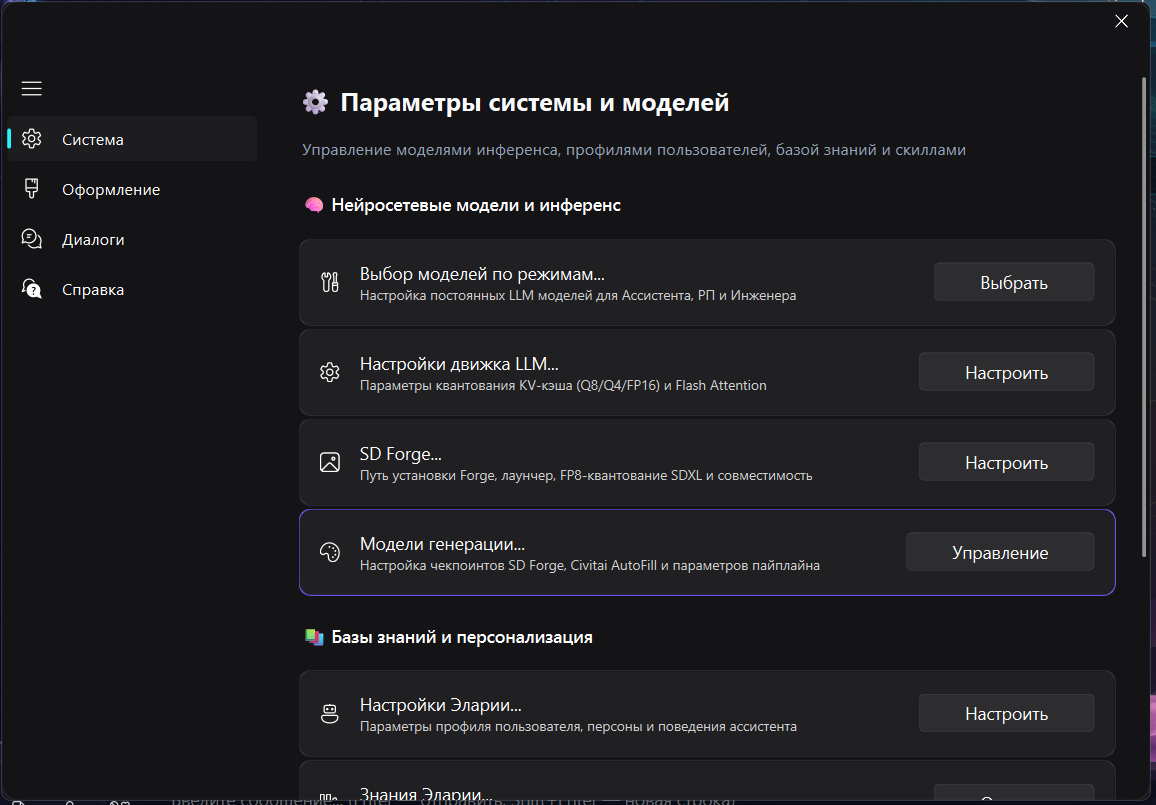 Параметры системы и моделей
Управление моделями инференса, профилями пользователей, базой знаний и скиллами
Система
Оформление
Диалоги
Справка
Нейросетевые модели и инференс
Выбор моделей по режимам...
Настройка постоянных LLM моделей для Ассистента, РП и Инженера
Выбрать
Настройки движка LLM...
Параметры квантования KV-кэша (Q8/Q4/FP16) и Flash Attention
Настроить
SD Forge...
Путь установки Forge, лаунчер, FP8-квантование SDXL и совместимость
Настроить
Модели генерации...
Настройка чекпоинтов SD Forge, Civitai AutoFill и параметров пайплайна
Управление
Базы знаний и персонализация
Настройки Эларии...
Параметры профиля пользователя, персоны и поведения ассистента
Настроить
Знания Эларии...